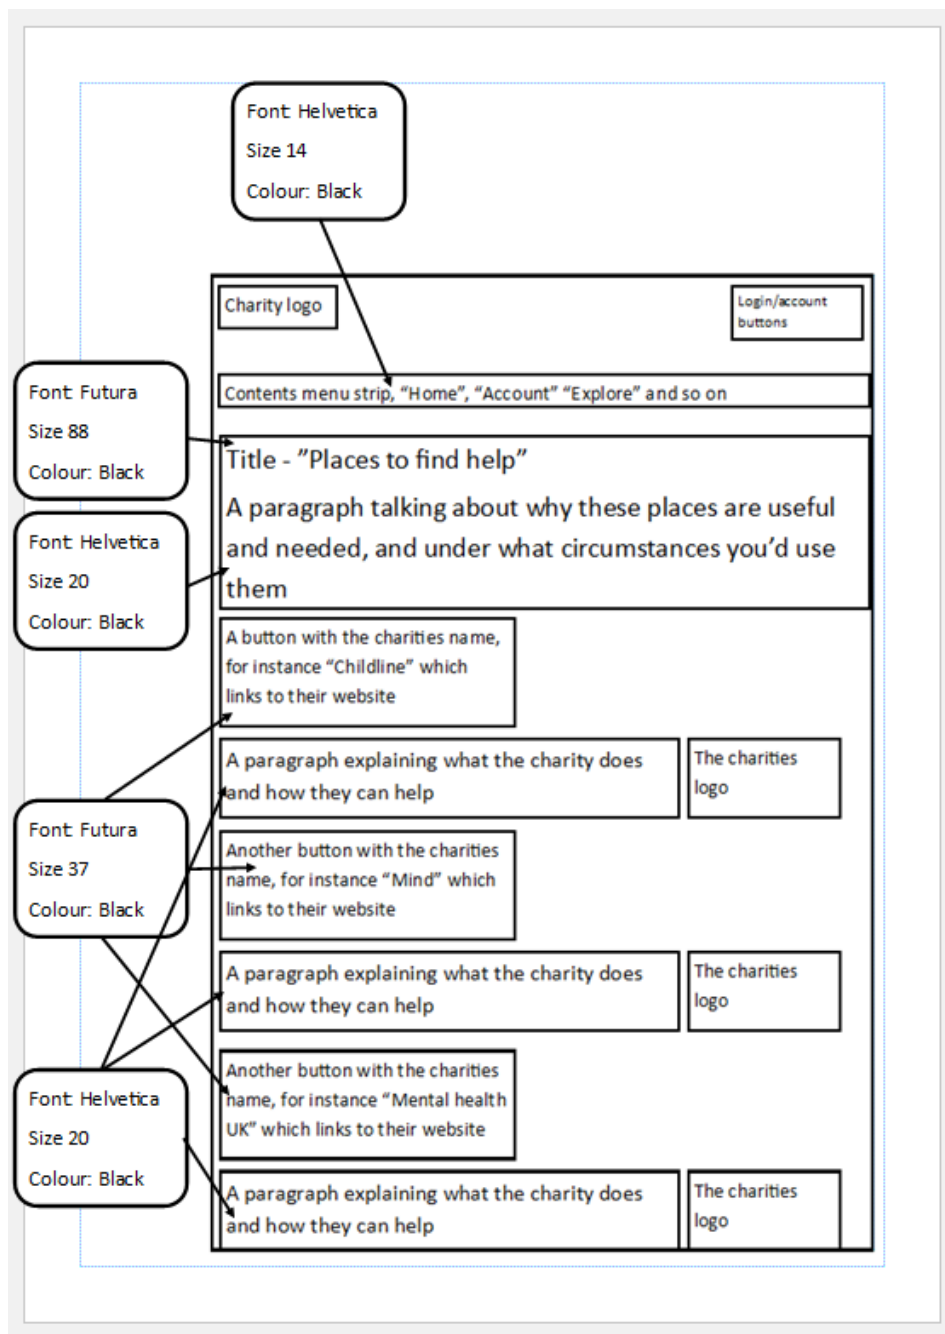 Font: Helvetica
Size 14
Colour: Black
Charity logo
Login/account
buttons
Contents menu strip, “Home”, “Account” “Explore” and so on
Font: Futura
Size 88
Colour: Black
Title - ”Places to find help”
A paragraph talking about why these places are useful
and needed, and under what circumstances you’d use
them
Font: Helvetica
Size 20
Colour: Black
A button with the charities name,
for instance “Childline” which
links to their website
A paragraph explaining what the charity does
and how they can help
The charities
logo
Font: Futura
Size 37
Colour: Black
Another button with the charities
name, for instance “Mind” which
links to their website
A paragraph explaining what the charity does
and how they can help
The charities
logo
Another button with the charities
name, for instance “Mental health
UK” which links to their website
Font: Helvetica
Size 20
Colour: Black
A paragraph explaining what the charity does
and how they can help
The charities
logo